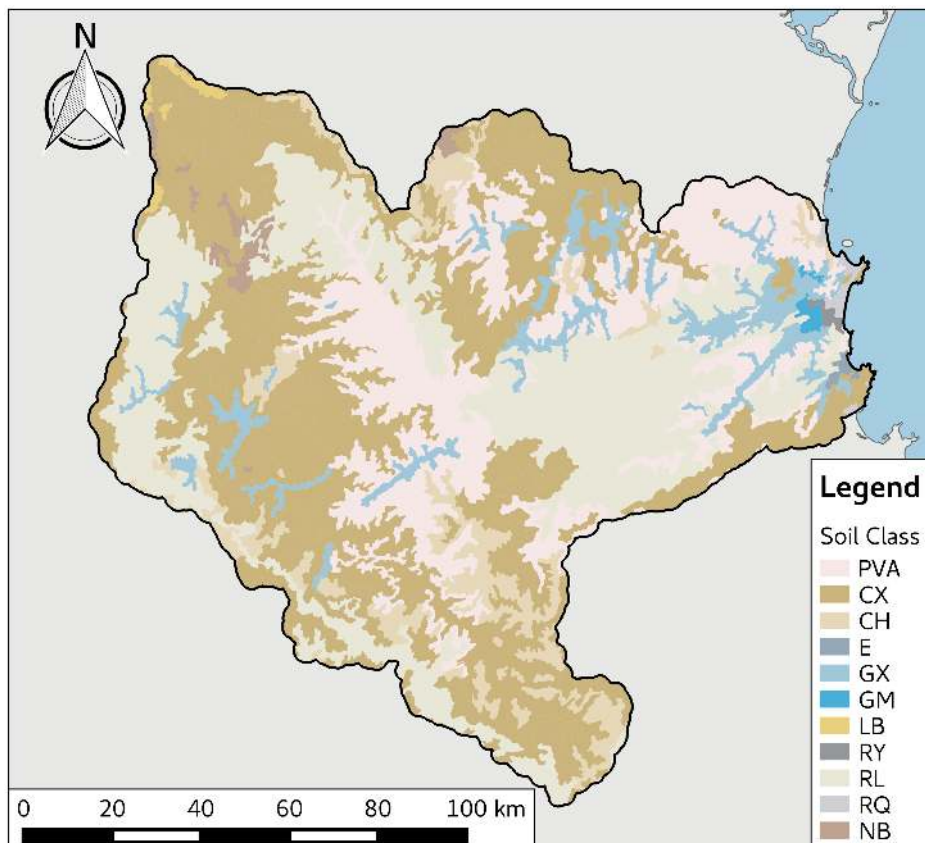 N
Legend
Soil Class
PVA
CX
CH
E
GX
GM
LB
RY
RL
RQ
NB
0 20 40 60 80 100 km